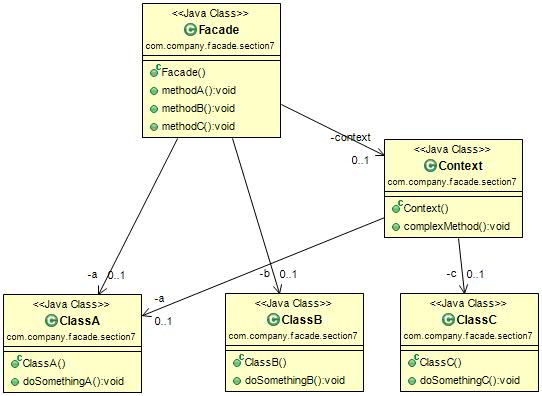 <<Java Class>>
Facade
com.company.facade.section7
Facade()
methodA():void
methodB():void
methodC():void
-context
0..1
<<Java Class>>
Context
com.company.facade.section7
Context()
complexMethod():void
-a
0..1
-b
0..1
-c
0..1
-a
0..1
<<Java Class>>
ClassA
com.company.facade.section7
ClassA()
doSomethingA():void
<<Java Class>>
ClassB
com.company.facade.section7
ClassB()
doSomethingB():void
<<Java Class>>
ClassC
com.company.facade.section7
ClassC()
doSomethingC():void